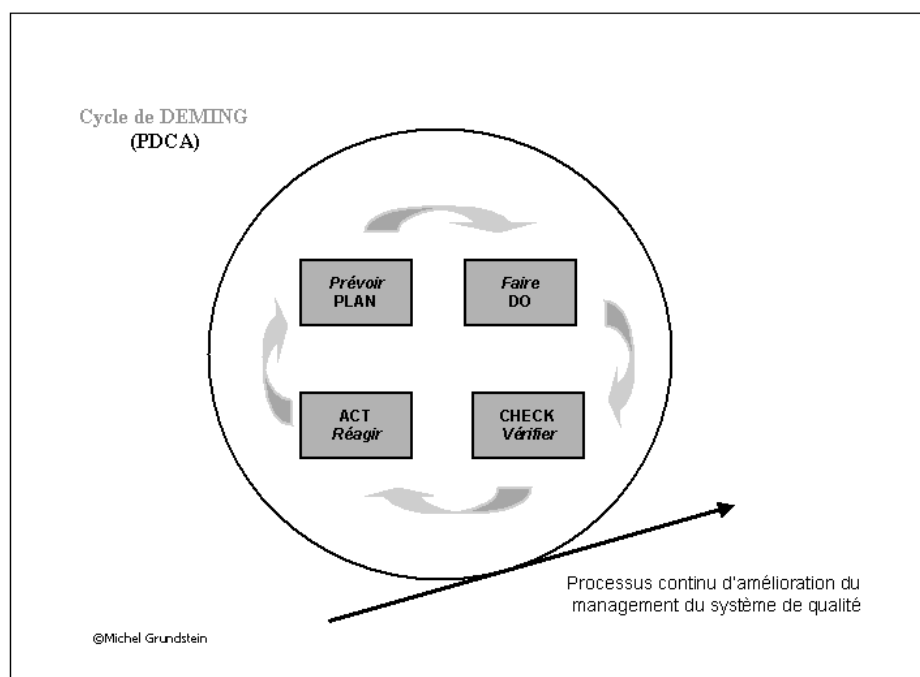 Cycle de DEMING
(PDCA)
Prévoir
PLAN
Faire
DO
ACT
Réagir
CHECK
Vérifier
Processus continu d'amélioration du
management du système de qualité
©Michel Grundstein